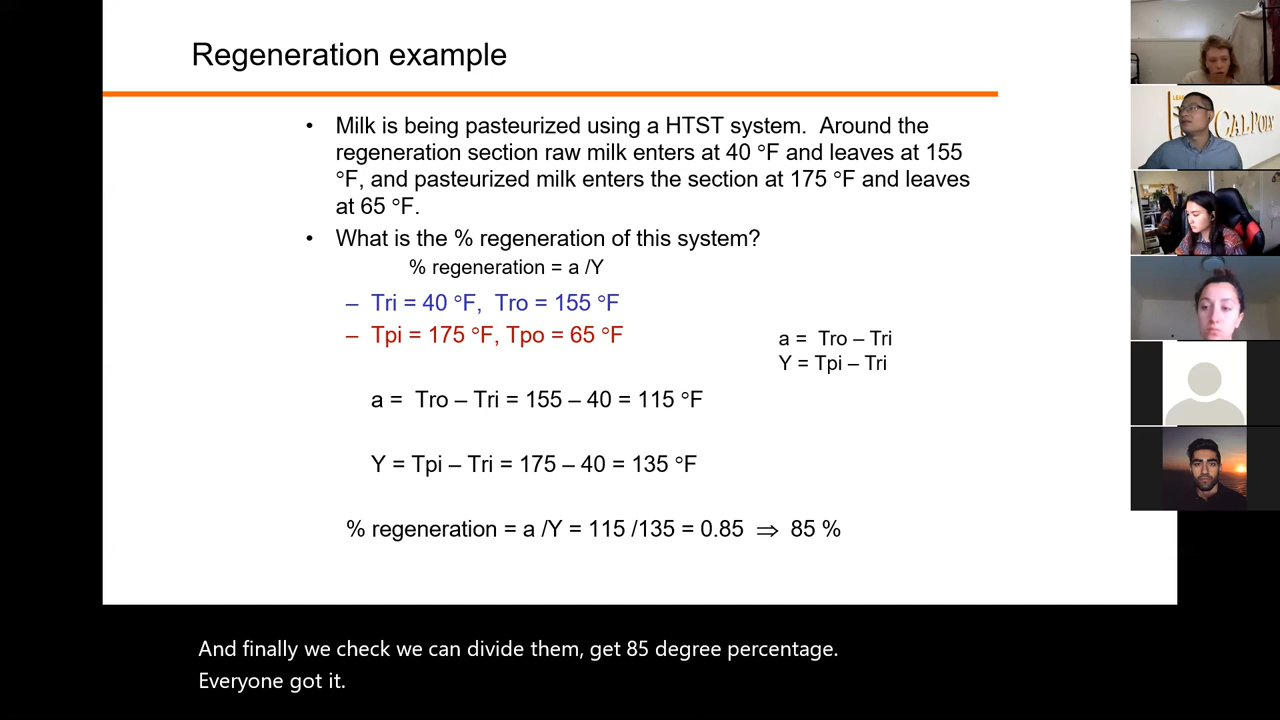 Regeneration example
• Milk is being pasteurized using a HTST system. Around the
regeneration section raw milk enters at 40 °F and leaves at 155
°F, and pasteurized milk enters the section at 175 °F and leaves
at 65 °F.
• What is the % regeneration of this system?
% regeneration = a /Y
– Tri = 40 °F, Tro = 155 °F
– Tpi = 175 °F, Tpo = 65 °F
a = Tro – Tri
Y = Tpi – Tri
a = Tro – Tri = 155 – 40 = 115 °F
Y = Tpi – Tri = 175 – 40 = 135 °F
% regeneration = a /Y = 115 /135 = 0.85 ⇒ 85 %
CAL POLY
And finally we check we can divide them, get 85 degree percentage.
Everyone got it.